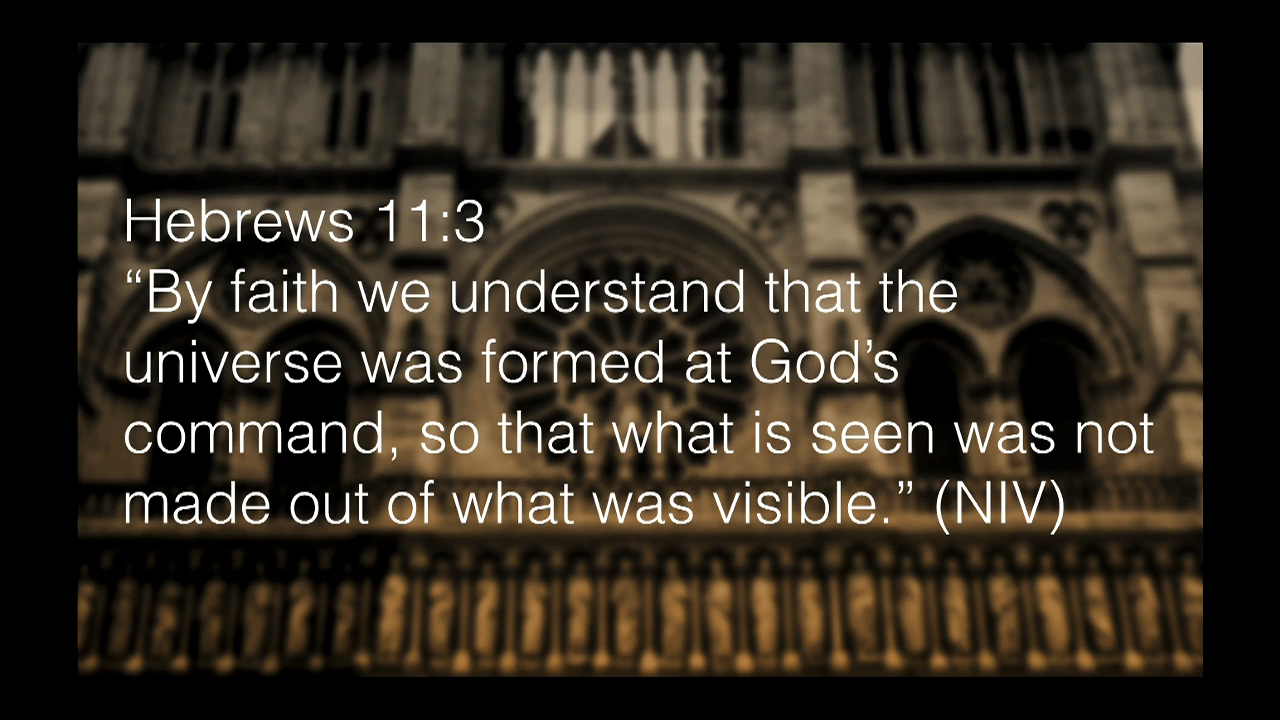 Hebrews 11:3
“By faith we understand that the
universe was formed at God’s
command, so that what is seen was not
made out of what was visible.” (NIV)